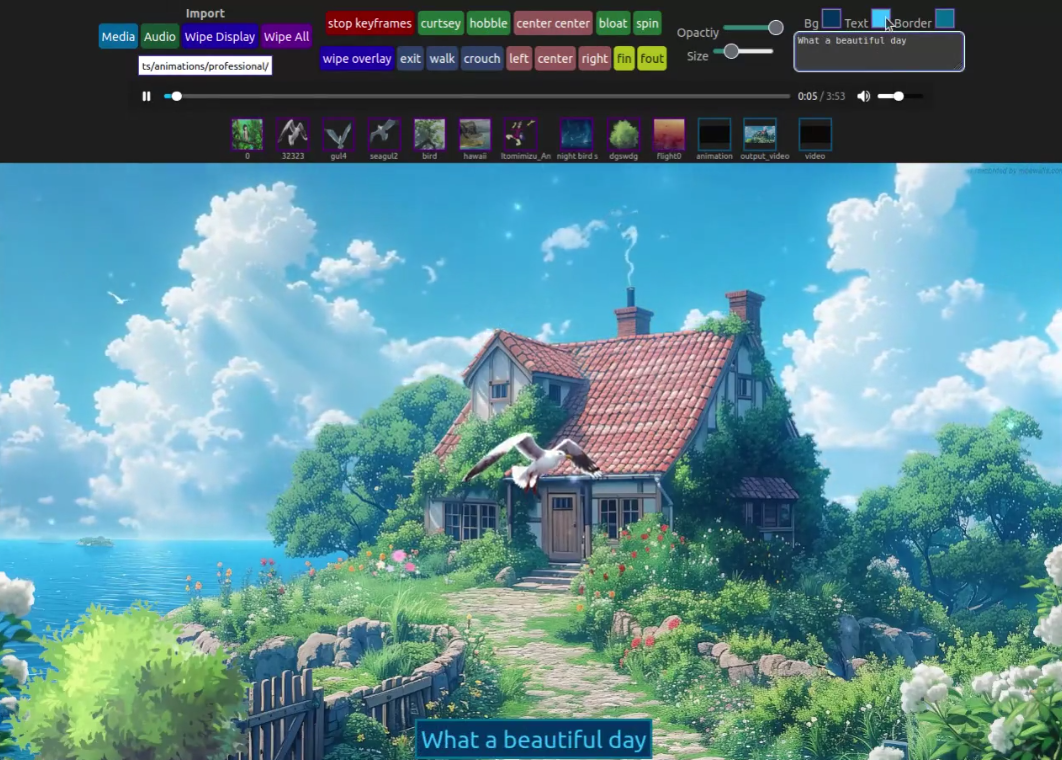 Import
Media Audio Wipe Display Wipe All
ts/animations/professional/
stop keyframes curtsey hobble center center bloat spin
wipe overlay exit walk crouch left center right fin fout
Opactiy
Size
Bg Text Border
What a beautiful day
0:05 / 3:53
0 32323 gul4 seagul2 bird hawaii ltomimizu_An night bird s dgswdg flight0 animation output_video video
What a beautiful day